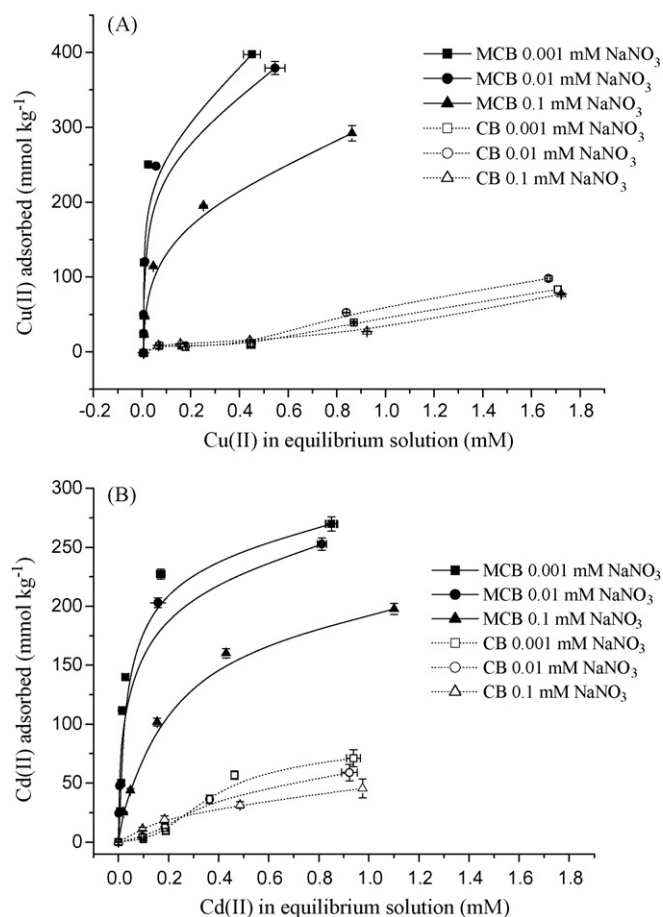 (A)
MCB 0.001 mM NaNO₃
MCB 0.01 mM NaNO₃
MCB 0.1 mM NaNO₃
CB 0.001 mM NaNO₃
CB 0.01 mM NaNO₃
CB 0.1 mM NaNO₃
Cu(II) adsorbed (mmol kg⁻¹)
400
300
200
100
0
-0.2 0.0 0.2 0.4 0.6 0.8 1.0 1.2 1.4 1.6 1.8
Cu(II) in equilibrium solution (mM)
(B)
MCB 0.001 mM NaNO₃
MCB 0.01 mM NaNO₃
MCB 0.1 mM NaNO₃
CB 0.001 mM NaNO₃
CB 0.01 mM NaNO₃
CB 0.1 mM NaNO₃
Cd(II) adsorbed (mmol kg⁻¹)
300
250
200
150
100
50
0
0.0 0.2 0.4 0.6 0.8 1.0 1.2 1.4
Cd(II) in equilibrium solution (mM)